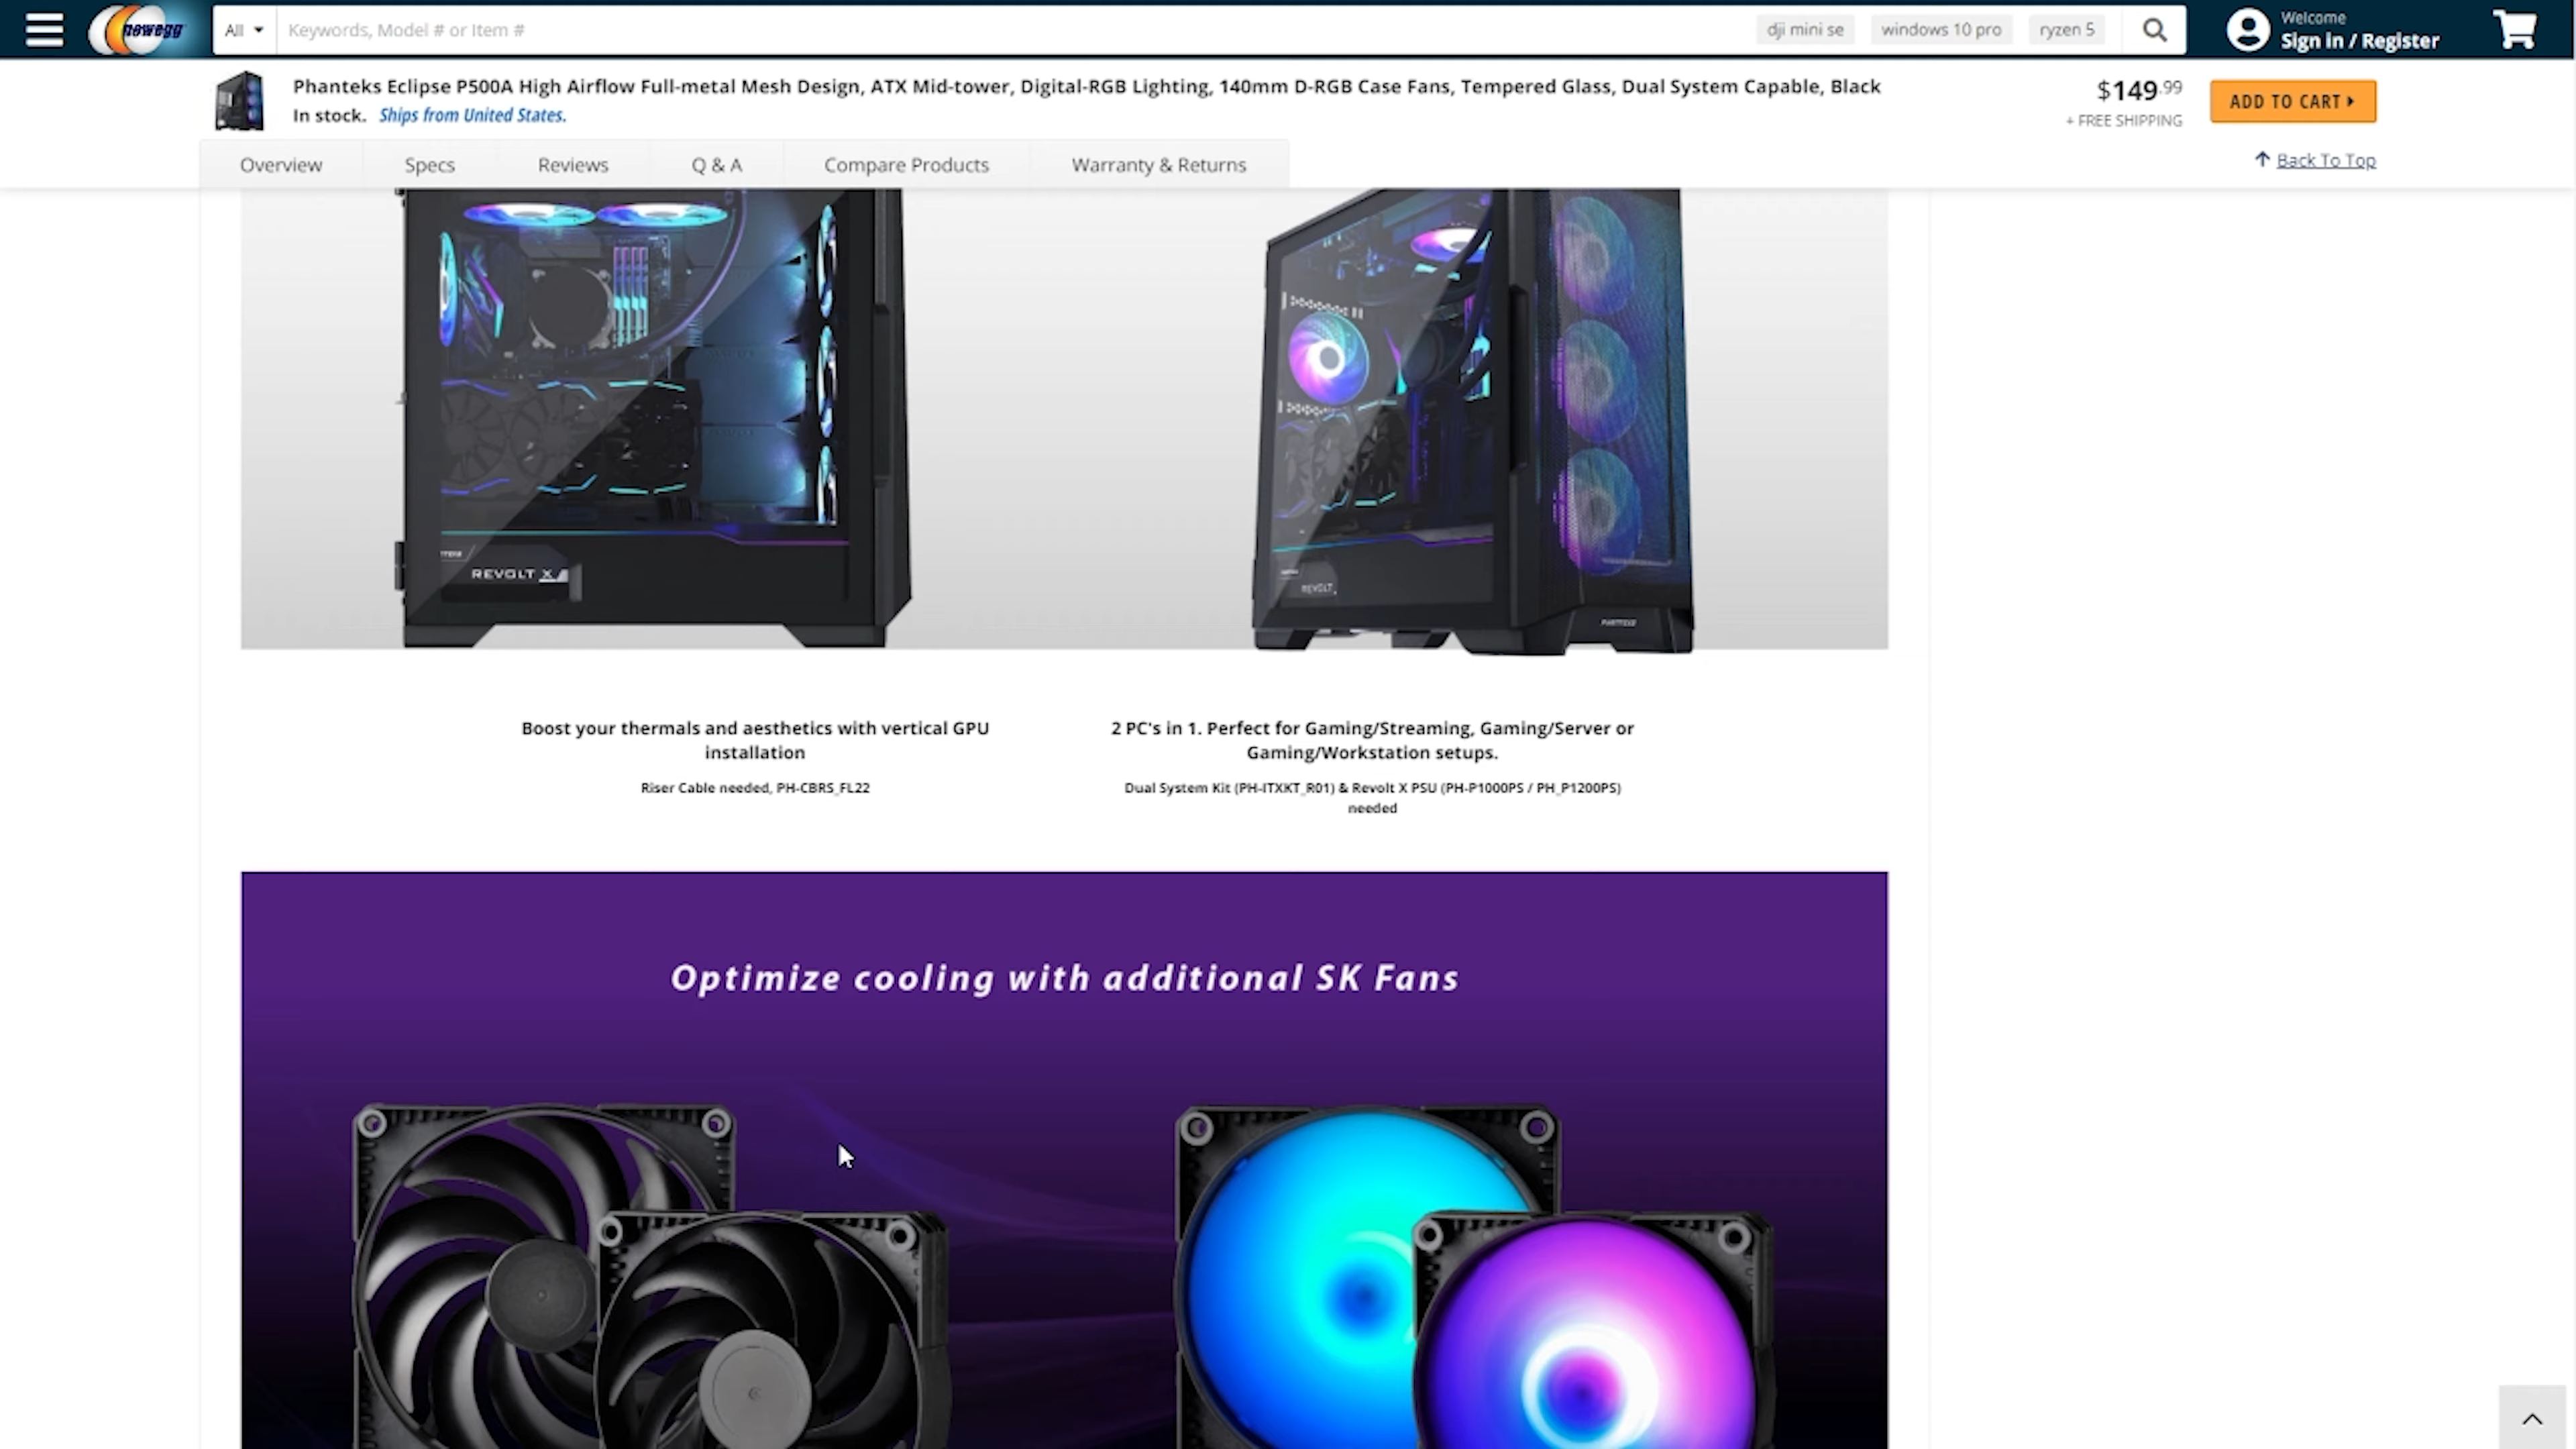 newegg
All
Keywords, Model # or Item #
dji mini se
windows 10 pro
ryzen 5
Welcome
Sign in / Register
Phanteks Eclipse P500A High Airflow Full-metal Mesh Design, ATX Mid-tower, Digital-RGB Lighting, 140mm D-RGB Case Fans, Tempered Glass, Dual System Capable, Black
In stock. Ships from United States.
$149.99
+ FREE SHIPPING
ADD TO CART
Overview
Specs
Reviews
Q & A
Compare Products
Warranty & Returns
Back To Top
REVOLT X
REVOLT
PHANTEKS
Boost your thermals and aesthetics with vertical GPU
installation
Riser Cable needed, PH-CBRS_FL22
2 PC's in 1. Perfect for Gaming/Streaming, Gaming/Server or
Gaming/Workstation setups.
Dual System Kit (PH-ITXKT_R01) & Revolt X PSU (PH-P1000PS / PH_P1200PS)
needed
Optimize cooling with additional SK Fans